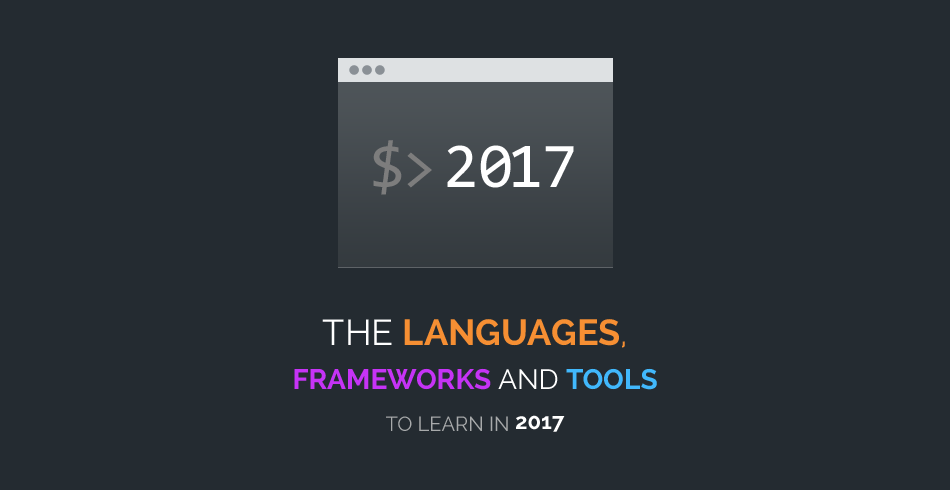 $> 2017
THE LANGUAGES,
FRAMEWORKS AND TOOLS
TO LEARN IN 2017